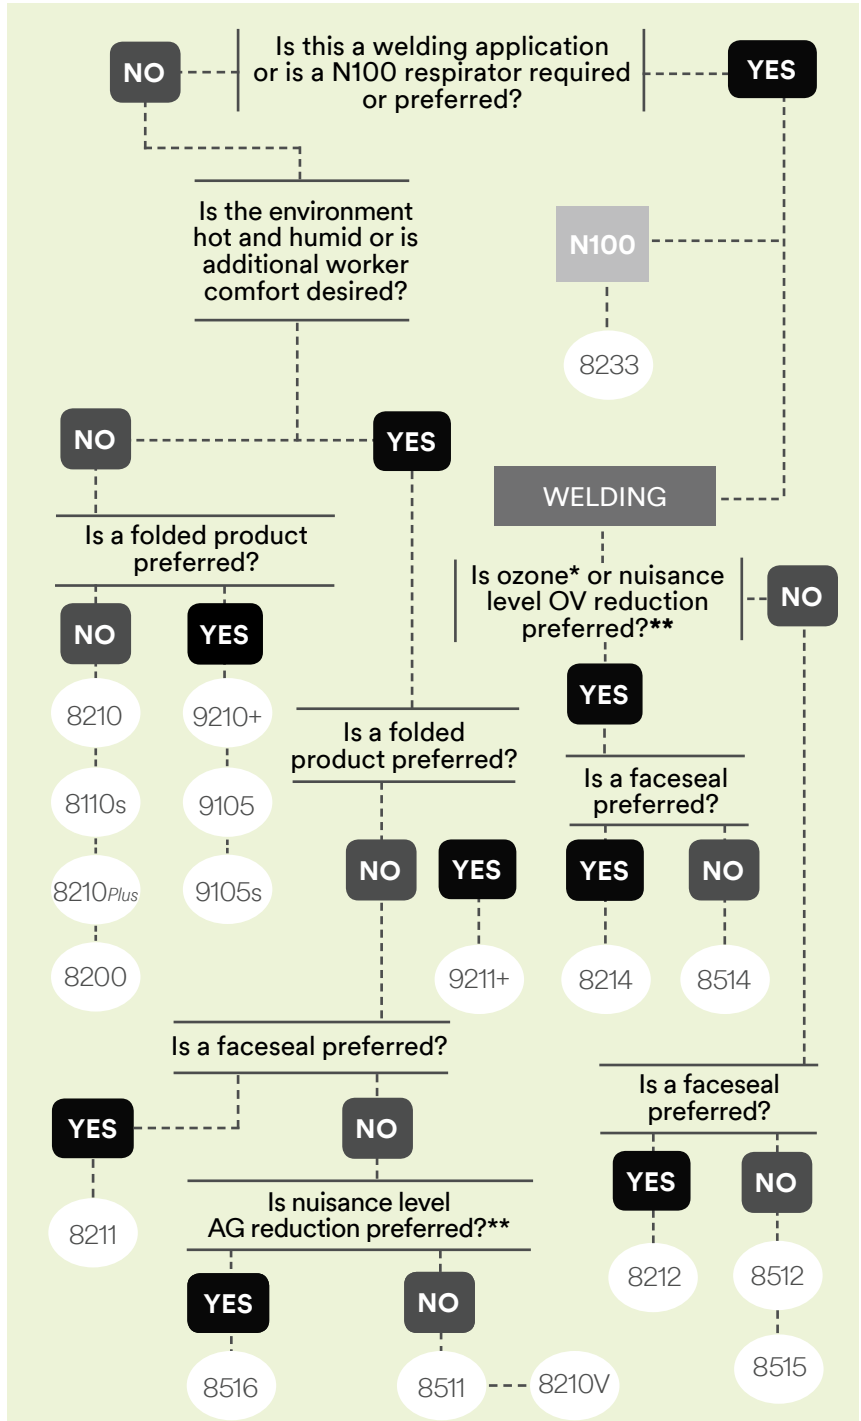 Is this a welding application
or is a N100 respirator required
or preferred?
NO
YES
Is the environment
hot and humid or is
additional worker
comfort desired?
N100
8233
NO
YES
WELDING
Is a folded product
preferred?
Is ozone* or nuisance
level OV reduction
preferred?**
NO
NO
YES
YES
8210
9210+
8110s
9105
8210Plus
9105s
8200
Is a folded
product preferred?
Is a faceseal
preferred?
NO
YES
YES
NO
9211+
8214
8514
Is a faceseal preferred?
YES
NO
8211
Is nuisance level
AG reduction preferred?**
YES
NO
8516
8511
8210V
Is a faceseal
preferred?
YES
NO
8212
8512
8515